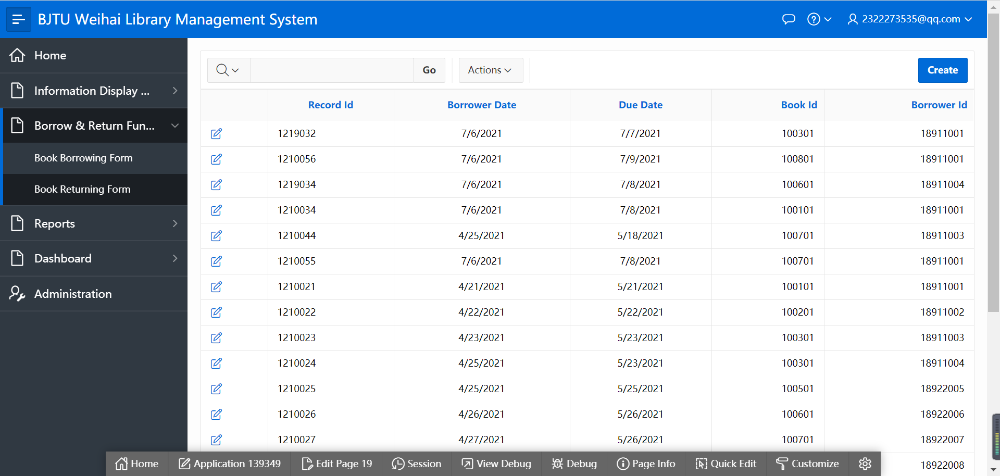 BJTU Weihai Library Management System
2322273535@qq.com
Home
Information Display ...
Borrow & Return Fun...
Book Borrowing Form
Book Returning Form
Reports
Dashboard
Administration
Go
Actions
Create
Record Id Borrower Date Due Date Book Id Borrower Id
1219032 7/6/2021 7/7/2021 100301 18911001
1210056 7/6/2021 7/9/2021 100801 18911001
1219034 7/6/2021 7/8/2021 100601 18911004
1210034 7/6/2021 7/8/2021 100101 18911001
1210044 4/25/2021 5/18/2021 100701 18911003
1210055 7/6/2021 7/8/2021 100701 18911001
1210021 4/21/2021 5/21/2021 100101 18911001
1210022 4/22/2021 5/22/2021 100201 18911002
1210023 4/23/2021 5/23/2021 100301 18911003
1210024 4/25/2021 5/23/2021 100301 18911004
1210025 4/25/2021 5/25/2021 100501 18922005
1210026 4/26/2021 5/26/2021 100601 18922006
1210027 4/27/2021 5/26/2021 100701 18922007
18922008
Home Application 139349 Edit Page 19 Session View Debug Debug Page Info Quick Edit Customize